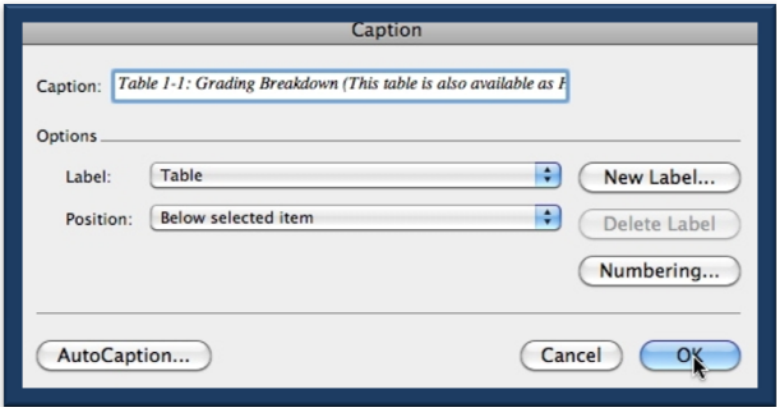 Caption
Caption: Table 1-1: Grading Breakdown (This table is also available as
Options
Label: Table New Label...
Position: Below selected item Delete Label
Numbering...
AutoCaption... Cancel OK